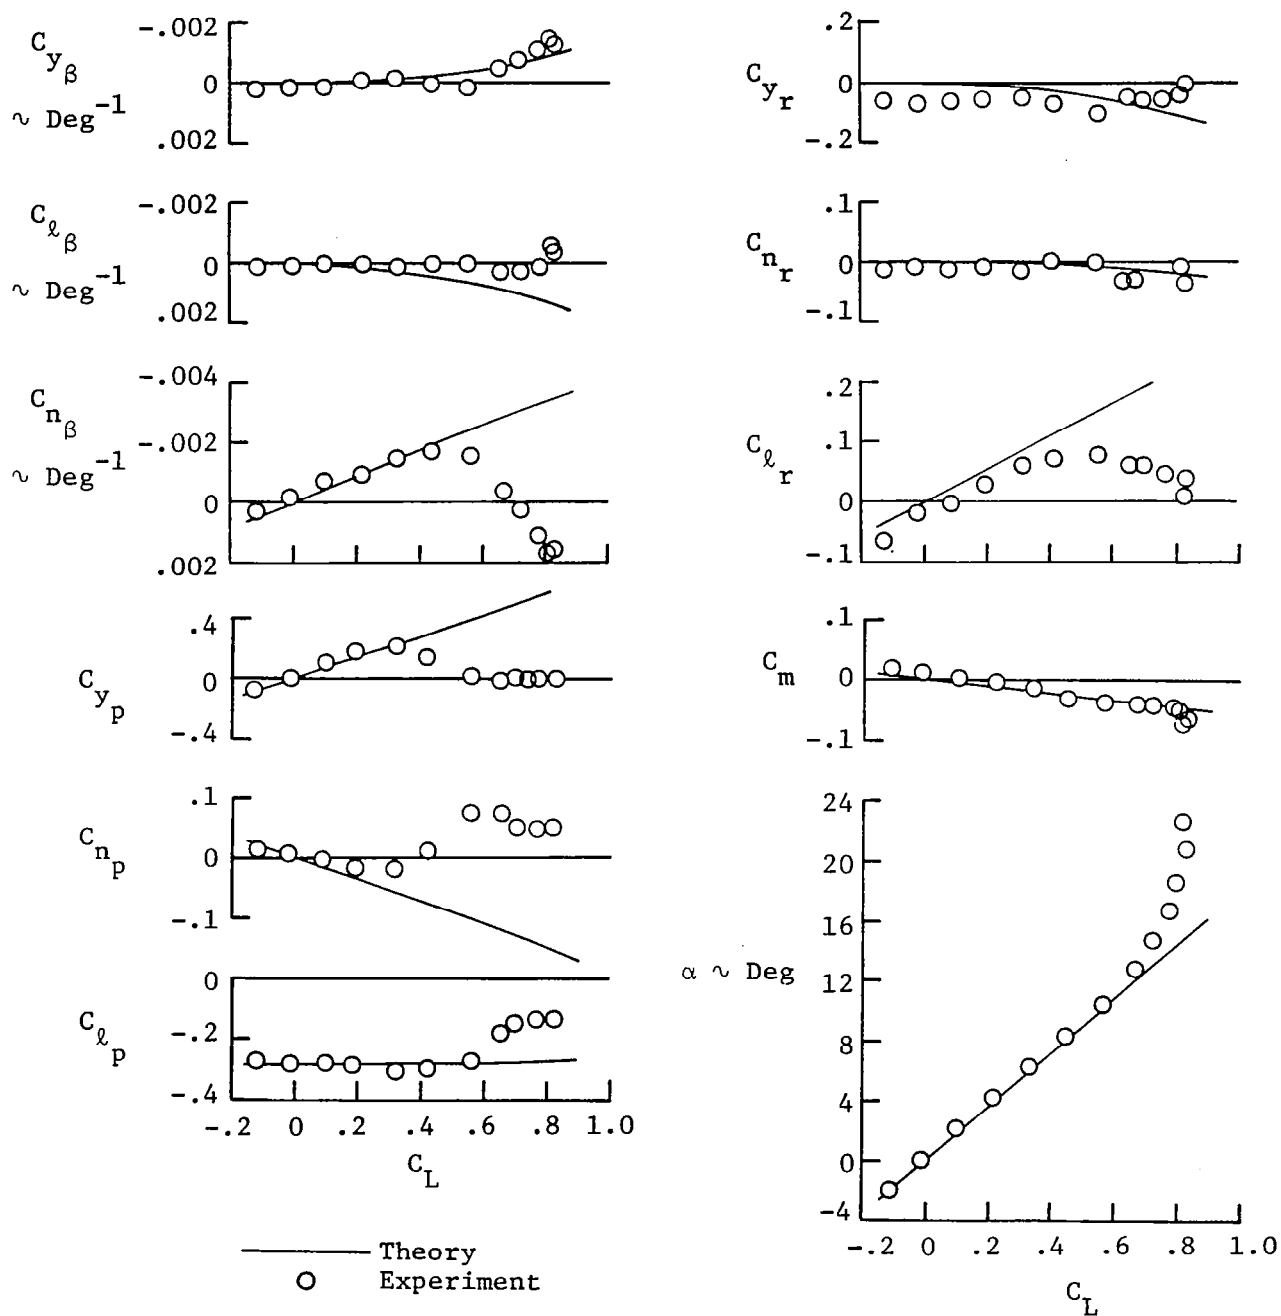 C_yβ ~ Deg^-1
-.002
0
.002
C_ℓβ ~ Deg^-1
-.002
0
.002
C_nβ ~ Deg^-1
-.004
-.002
0
.002
C_yp
.4
0
-.4
C_np
.1
0
-.1
C_ℓp
0
-.2
-.4
-.2 0 .2 .4 .6 .8 1.0
C_L
C_yr
.2
0
-.2
C_nr
.1
0
-.1
C_ℓr
.2
.1
0
-.1
C_m
.1
0
-.1
α ~ Deg
24
20
16
12
8
4
0
-4
-.2 0 .2 .4 .6 .8 1.0
C_L
Theory
Experiment